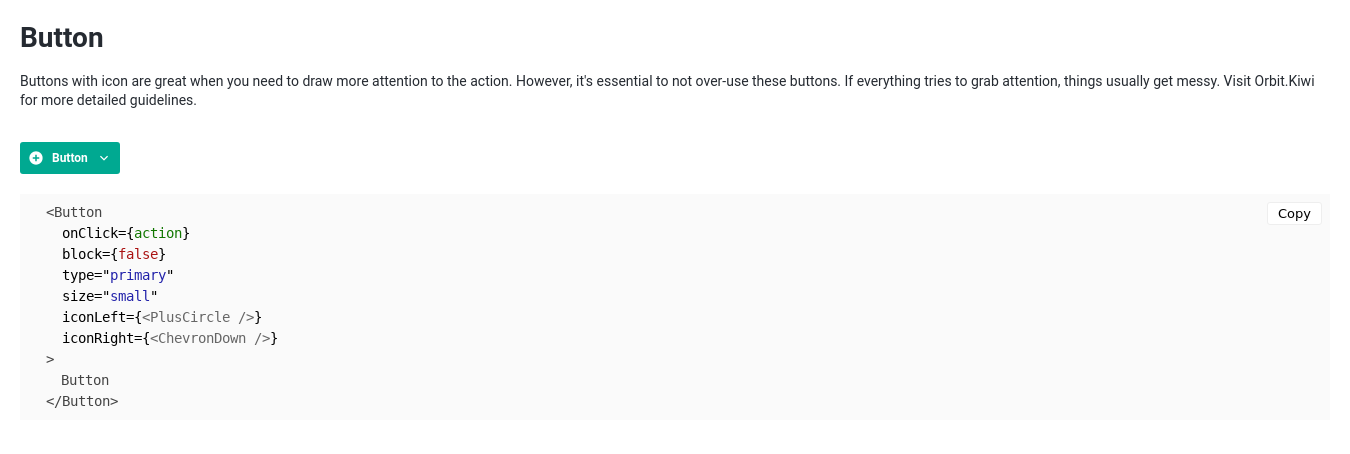 Button
Buttons with icon are great when you need to draw more attention to the action. However, it's essential to not over-use these buttons. If everything tries to grab attention, things usually get messy. Visit Orbit.Kiwi
for more detailed guidelines.
Button
Copy
<Button
onClick={action}
block={false}
type="primary"
size="small"
iconLeft={<PlusCircle />}
iconRight={<ChevronDown />}
>
Button
</Button>